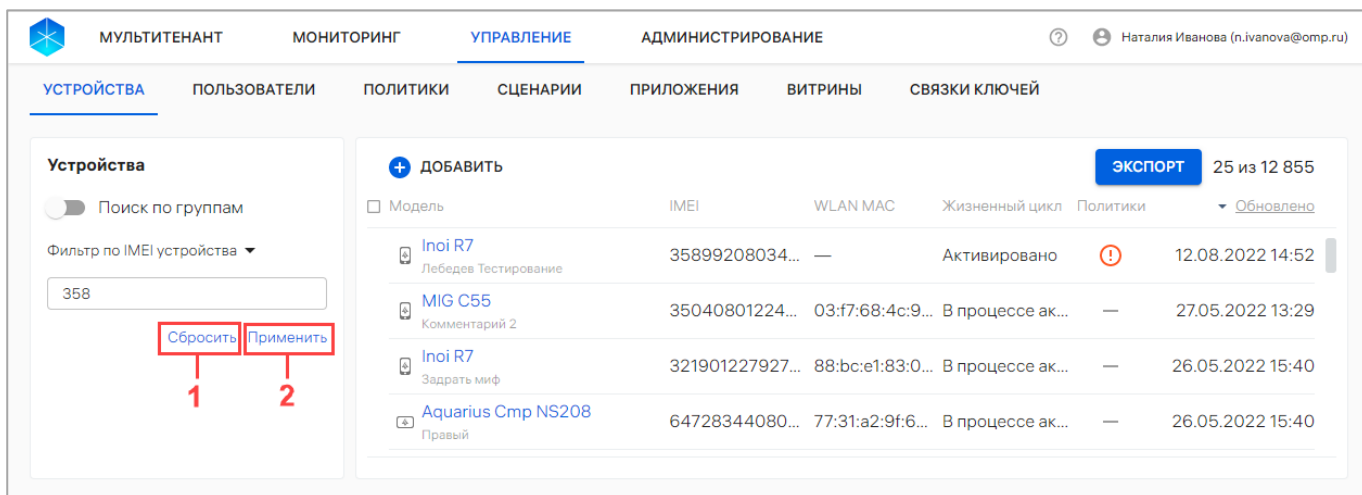 МУЛЬТИТЕНАНТ МОНИТОРИНГ УПРАВЛЕНИЕ АДМИНИСТРИРОВАНИЕ ? Наталия Иванова (n.ivanova@omp.ru)
УСТРОЙСТВА ПОЛЬЗОВАТЕЛИ ПОЛИТИКИ СЦЕНАРИИ ПРИЛОЖЕНИЯ ВИТРИНЫ СВЯЗКИ КЛЮЧЕЙ
Устройства
Поиск по группам
Фильтр по IMEI устройства
358
Сбросить Применить
1 2
ДОБАВИТЬ ЭКСПОРТ 25 из 12 855
Модель IMEI WLAN MAC Жизненный цикл Политики Обновлено
Inoi R7 35899208034... — Активировано 12.08.2022 14:52
Лебедев Тестирование
MIG C55 35040801224... 03:f7:68:4c:9... В процессе ак... — 27.05.2022 13:29
Комментарий 2
Inoi R7 321901227927... 88:bc:e1:83:0... В процессе ак... — 26.05.2022 15:40
Задрать миф
Aquarius Cmp NS208 64728344080... 77:31:a2:9f:6... В процессе ак... — 26.05.2022 15:40
Правый